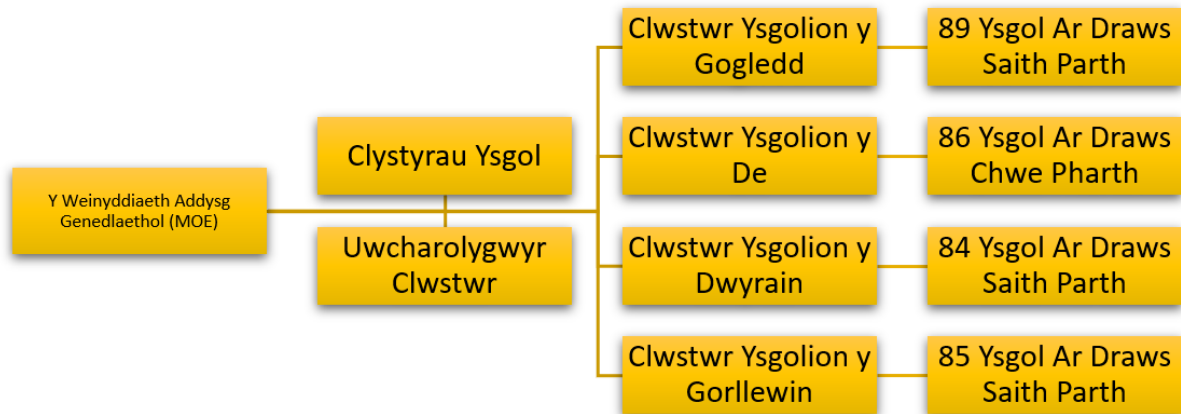 Y Weinyddiaeth Addysg
Genedlaethol (MOE)
Clystyrau Ysgol
Uwcharolygwyr
Clwstwr
Clwstwr Ysgolion y
Gogledd
89 Ysgol Ar Draws
Saith Parth
Clwstwr Ysgolion y
De
86 Ysgol Ar Draws
Chwe Pharth
Clwstwr Ysgolion y
Dwyrain
84 Ysgol Ar Draws
Saith Parth
Clwstwr Ysgolion y
Gorllewin
85 Ysgol Ar Draws
Saith Parth